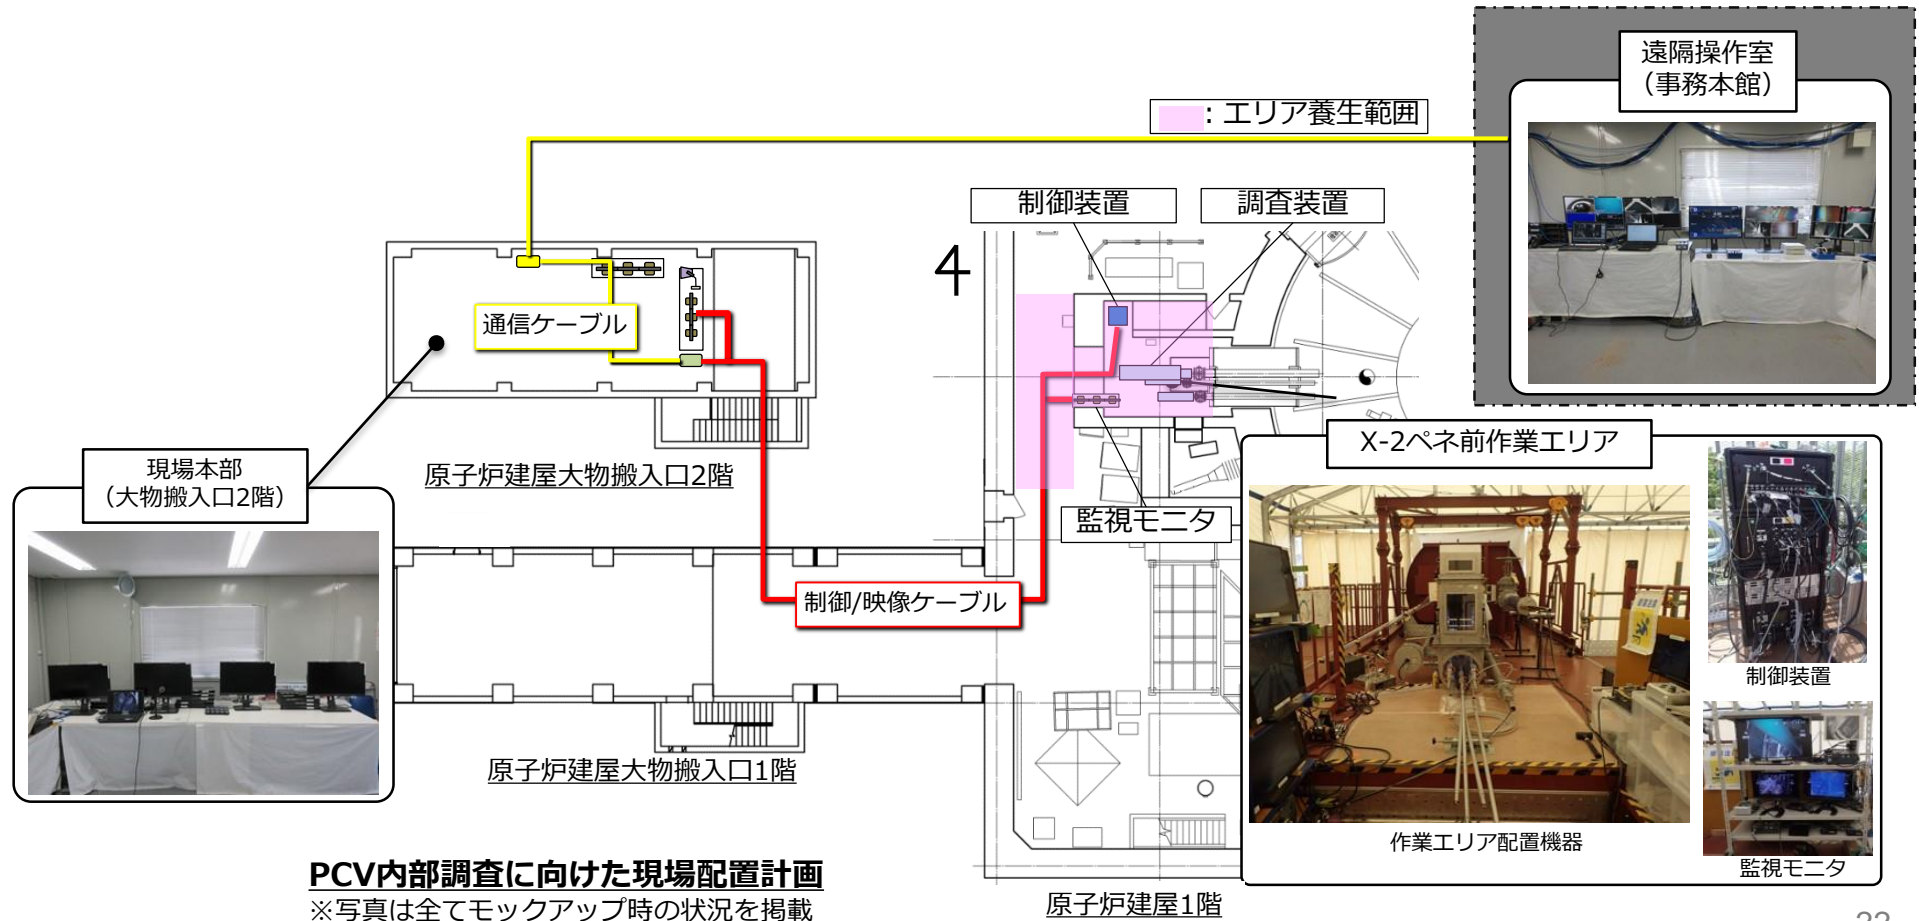 遠隔操作室
（事務本館）
：エリア養生範囲
制御装置
調査装置
4
通信ケーブル
現場本部
（大物搬入口2階）
原子炉建屋大物搬入口2階
監視モニタ
X-2ペネ前作業エリア
制御/映像ケーブル
制御装置
原子炉建屋大物搬入口1階
作業エリア配置機器
監視モニタ
PCV内部調査に向けた現場配置計画
※写真は全てモックアップ時の状況を掲載
原子炉建屋1階